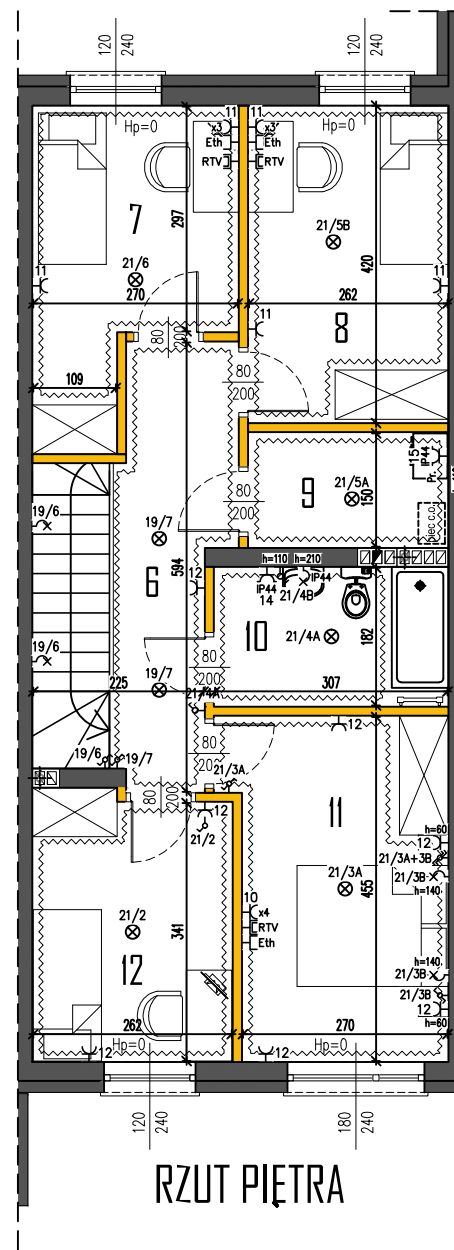 120
240
120
240
11
11
Hp=0
x3
x3
Hp=0
Eth
Eth
RTV
RTV
7
297
21/5B
21/6
420
11
11
270
262
11
8
80
200
109
80
200
15
IP44
Pr.
9
21/5A
150
piec c.o.
80
200
19/6
19/7
594
6
h=110
h=210
12
IP44
14
IP44
21/4B
10
21/4A
182
19/6
19/7
80
200
225
307
21/4A
12
19/6
19/7
80
20
21/3A
80
200
12
21/2
11
h=60
12
21/3A+3B
21/3A
21/3B
h=140
455
10
x4
RTV
Eth
21/2
341
12
h=140
21/3B
21/3B
12
h=60
262
270
Hp=0
Hp=0
12
12
120
240
180
240
RZUT PIĘTRA